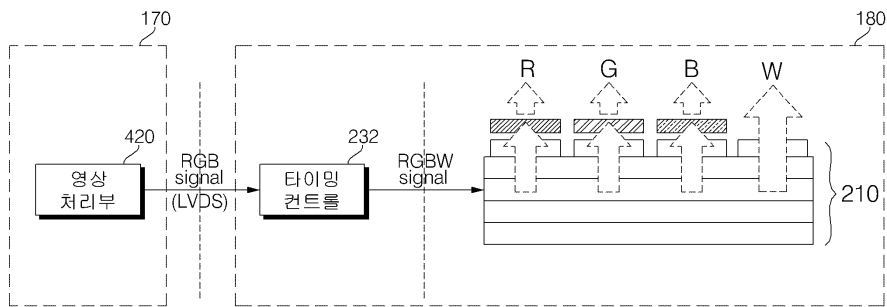 170
180
R G B W
420
영상
처리부
RGB
signal
(LVDS)
232
타이밍
컨트롤
RGBW
signal
210